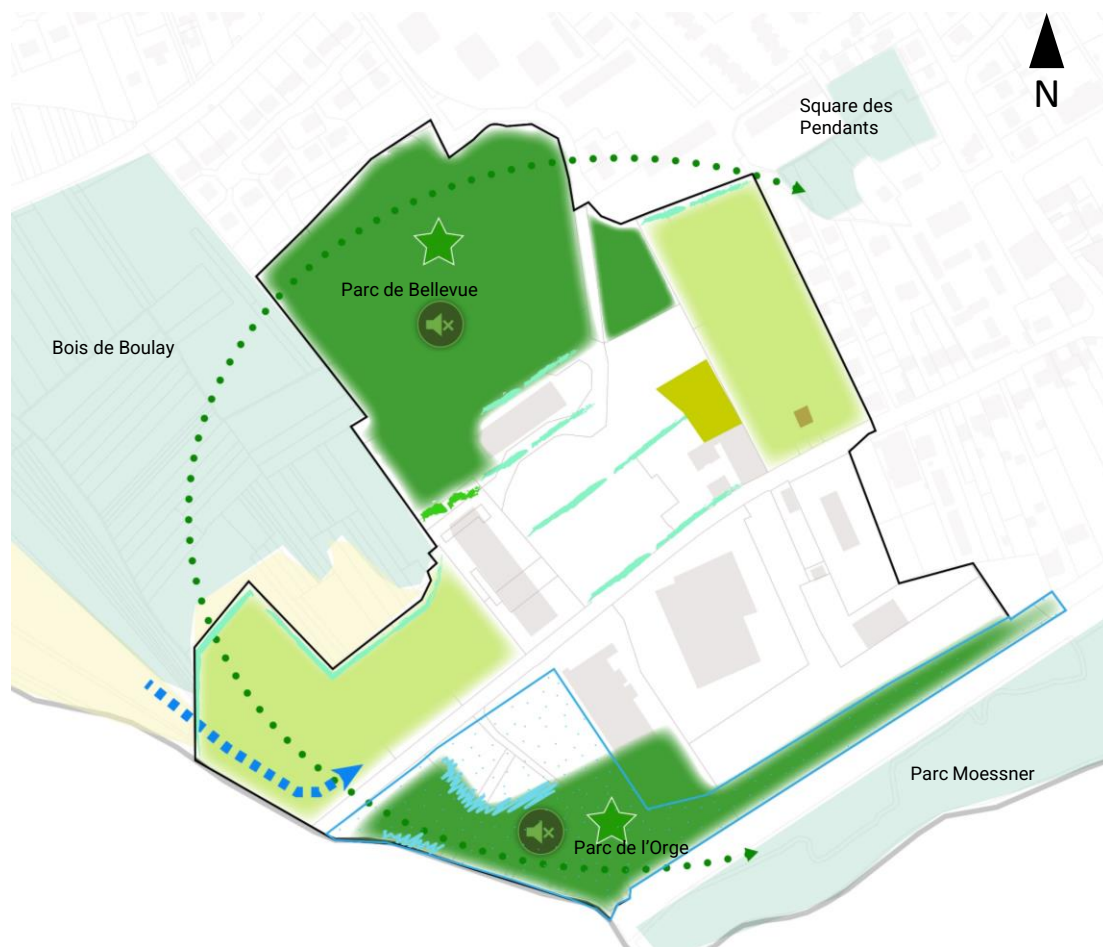 N
Square des
Pendants
Parc de Bellevue
Bois de Boulay
Parc Moessner
Parc de l'Orge